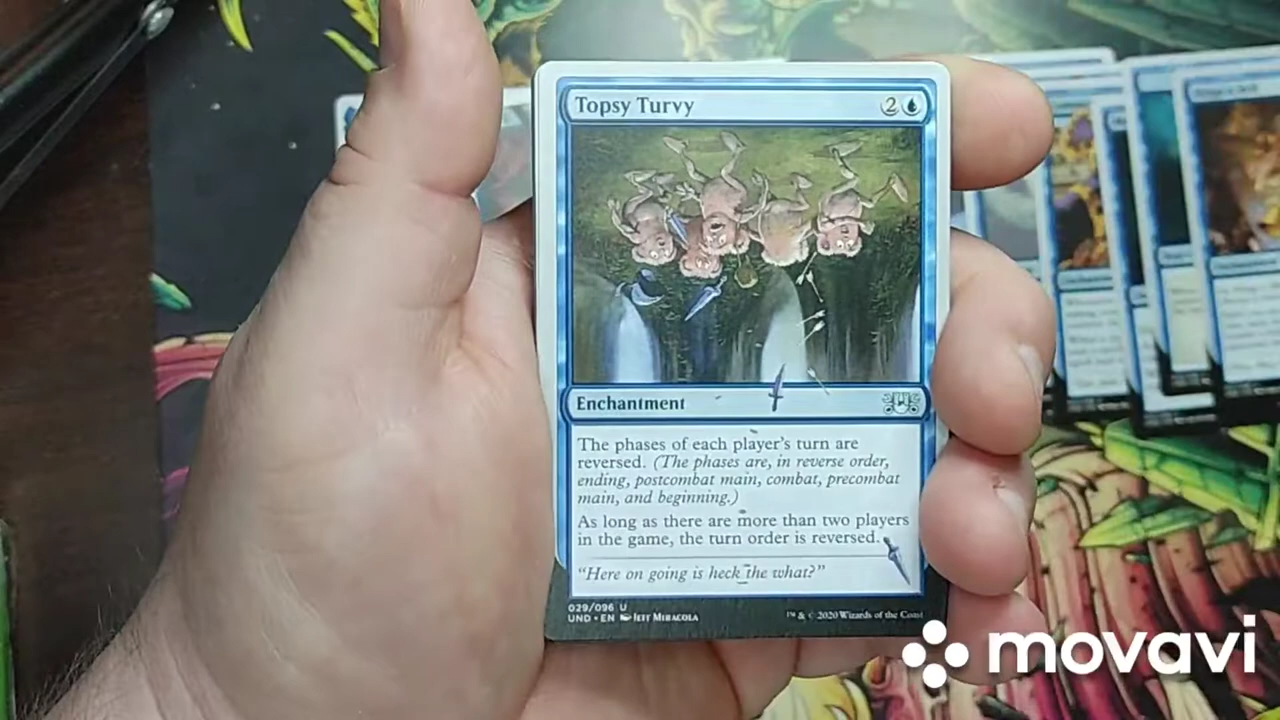 Topsy Turvy
2
Enchantment
The phases of each player's turn are
reversed. (The phases are, in reverse order,
ending, postcombat main, combat, precombat
main, and beginning.)
As long as there are more than two players
in the game, the turn order is reversed.
"Here on going is heck the what?"
029/096 U
UND • EN Jeff Miracola
™ & © 2020 Wizards of the Coast
movavi